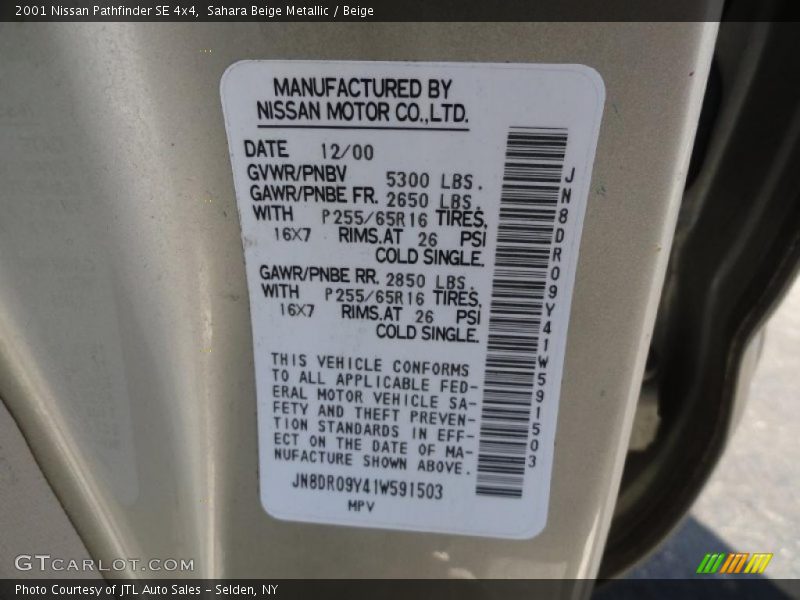 2001 Nissan Pathfinder SE 4x4,  Sahara Beige Metallic / Beige
MANUFACTURED BY
NISSAN MOTOR CO.,LTD.
DATE 12/00
GVWR/PNBV 5300 LBS.
GAWR/PNBE FR. 2650 LBS.
WITH P255/65R16 TIRES,
16X7 RIMS.AT 26 PSI
COLD SINGLE.
GAWR/PNBE RR. 2850 LBS.
WITH P255/65R16 TIRES,
16X7 RIMS.AT 26 PSI
COLD SINGLE.
THIS VEHICLE CONFORMS
TO ALL APPLICABLE FED-
ERAL MOTOR VEHICLE SA-
FETY AND THEFT PREVEN-
TION STANDARDS IN EFF-
ECT ON THE DATE OF MA-
NUFACTURE SHOWN ABOVE.
JN8DR09Y41W591503
MPV
JN8DR09Y41W591503
GTCARLOT.COM
Photo Courtesy of JTL Auto Sales – Selden, NY